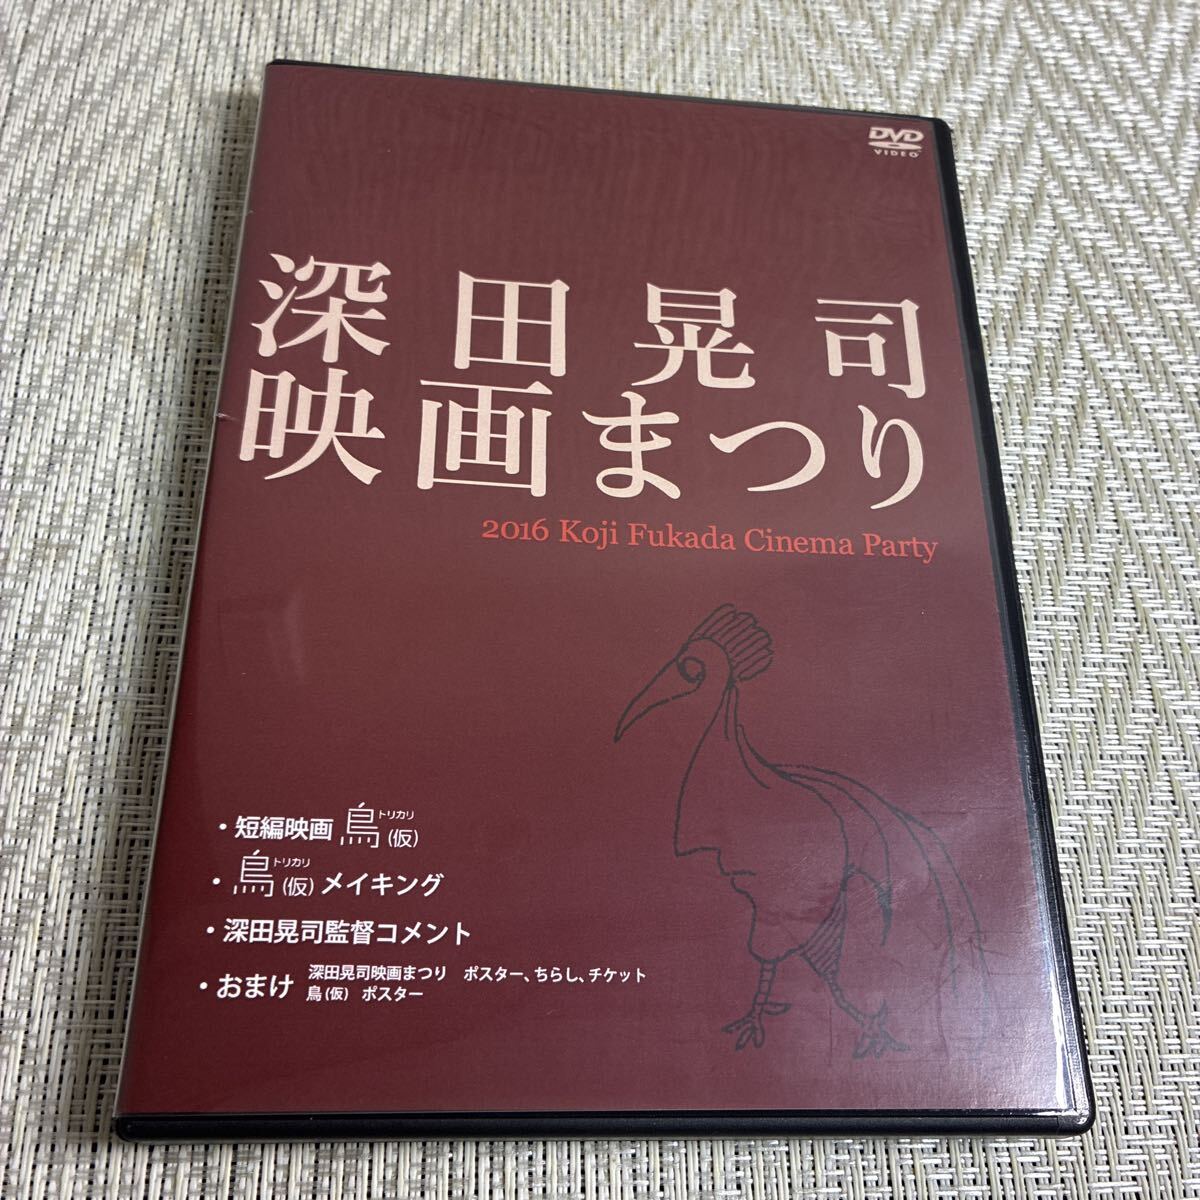 DVD
VIDEO
深田晃司
映画まつり
2016 Koji Fukada Cinema Party
・短編映画 鳥(仮) トリカリ
・鳥(仮) トリカリ メイキング
・深田晃司監督コメント
・おまけ 深田晃司映画まつり ポスター、ちらし、チケット
鳥(仮) ポスター